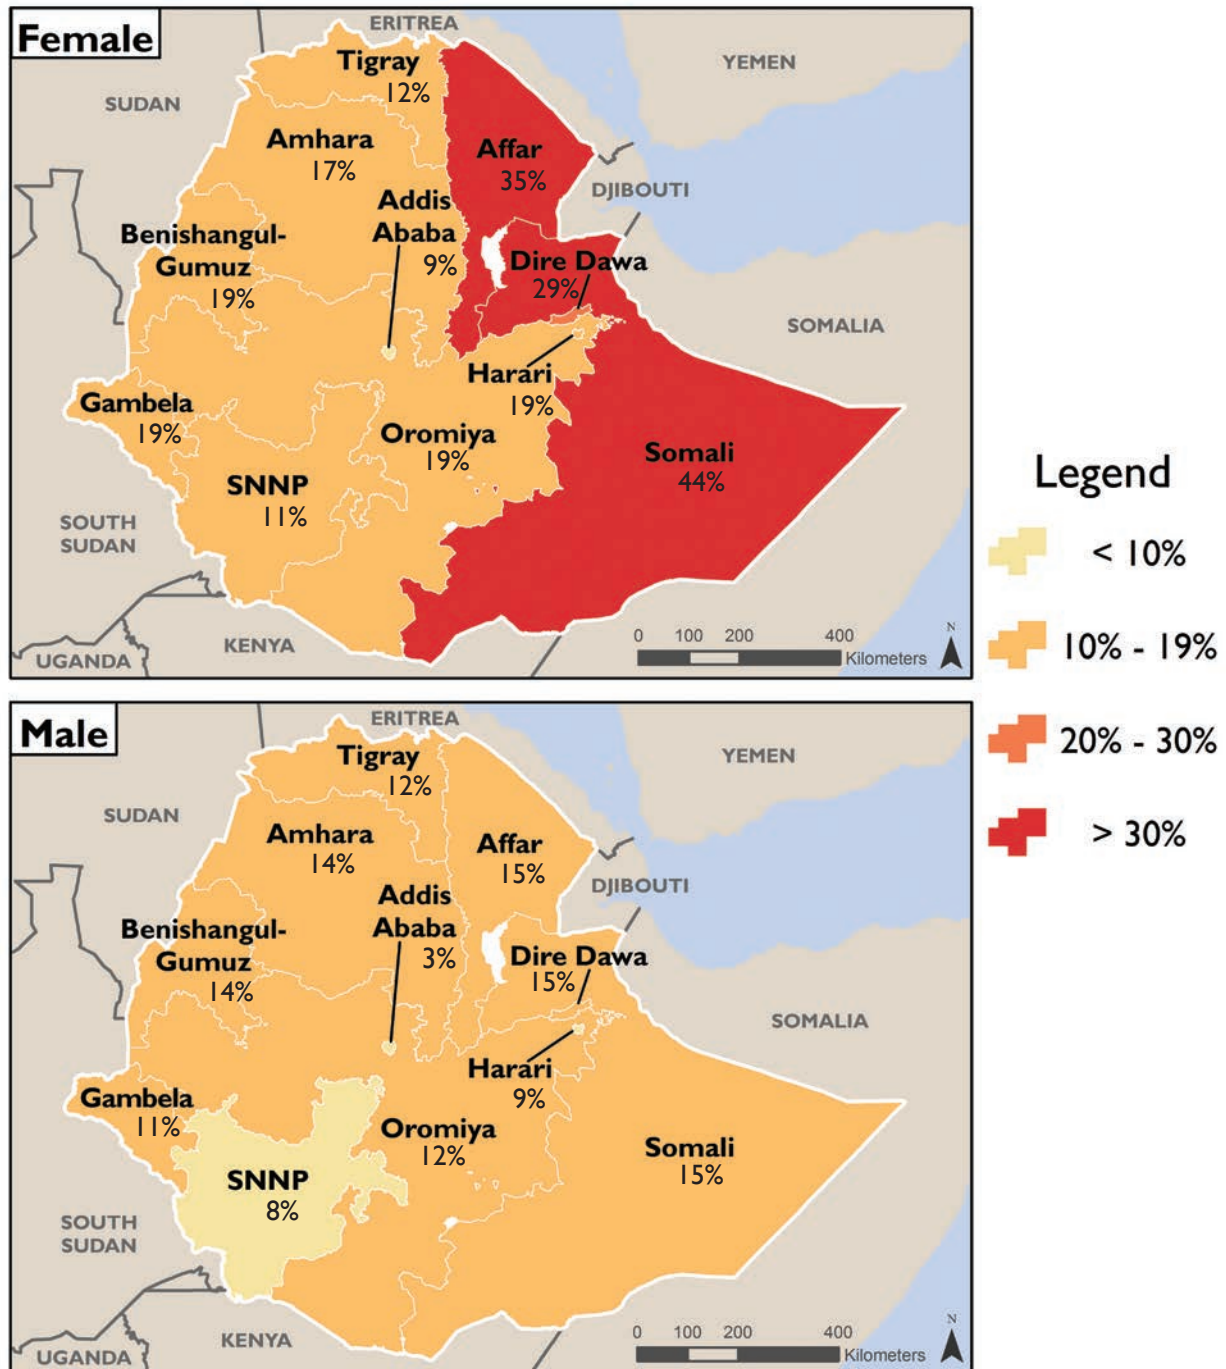 Female
ERITREA
YEMEN
SUDAN
Tigray
12%
Amhara
17%
Affar
35%
DJIBOUTI
Addis
Ababa
9%
Benishangul-
Gumuz
19%
Dire Dawa
29%
SOMALIA
Harari
19%
Gambela
19%
Oromiya
19%
Somali
44%
SNNP
11%
SOUTH
SUDAN
KENYA
UGANDA
0 100 200 400
Kilometers
N
Legend
< 10%
10% - 19%
20% - 30%
> 30%
Male
ERITREA
YEMEN
SUDAN
Tigray
12%
Amhara
14%
Affar
15%
DJIBOUTI
Addis
Ababa
3%
Benishangul-
Gumuz
14%
Dire Dawa
15%
SOMALIA
Harari
9%
Gambela
11%
Oromiya
12%
Somali
15%
SNNP
8%
SOUTH
SUDAN
KENYA
UGANDA
0 100 200 400
Kilometers
N